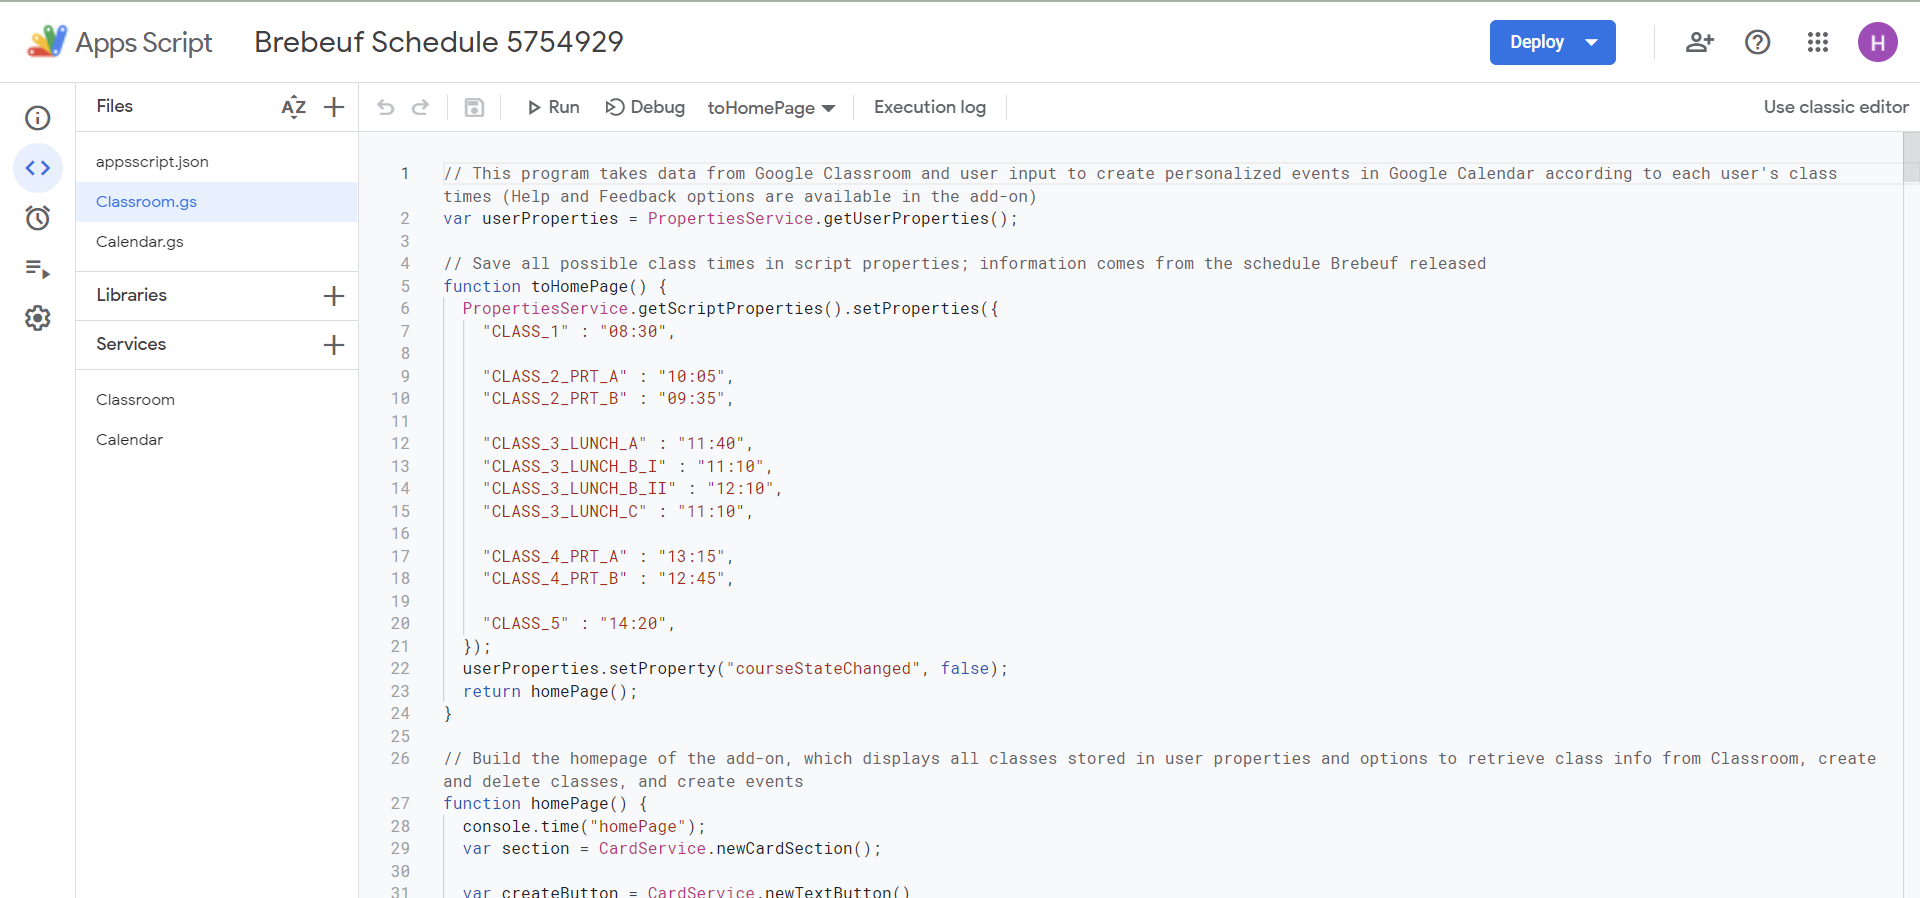 Apps Script
Brebeuf Schedule 5754929
Deploy
H
Files
AZ
Run
Debug
toHomePage
Execution log
Use classic editor
appsscript.json
Classroom.gs
Calendar.gs
Libraries
Services
Classroom
Calendar
1 // This program takes data from Google Classroom and user input to create personalized events in Google Calendar according to each user's class
times (Help and Feedback options are available in the add-on)
2 var userProperties = PropertiesService.getUserProperties();
3
4 // Save all possible class times in script properties; information comes from the schedule Brebeuf released
5 function toHomePage() {
6 PropertiesService.getScriptProperties().setProperties({
7 "CLASS_1" : "08:30",
8
9 "CLASS_2_PRT_A" : "10:05",
10 "CLASS_2_PRT_B" : "09:35",
11
12 "CLASS_3_LUNCH_A" : "11:40",
13 "CLASS_3_LUNCH_B_I" : "11:10",
14 "CLASS_3_LUNCH_B_II" : "12:10",
15 "CLASS_3_LUNCH_C" : "11:10",
16
17 "CLASS_4_PRT_A" : "13:15",
18 "CLASS_4_PRT_B" : "12:45",
19
20 "CLASS_5" : "14:20",
21 });
22 userProperties.setProperty("courseStateChanged", false);
23 return homePage();
24 }
25
26 // Build the homepage of the add-on, which displays all classes stored in user properties and options to retrieve class info from Classroom, create
and delete classes, and create events
27 function homePage() {
28 console.time("homePage");
29 var section = CardService.newCardSection();
30
31 var createButton = CardService.newTextButton()